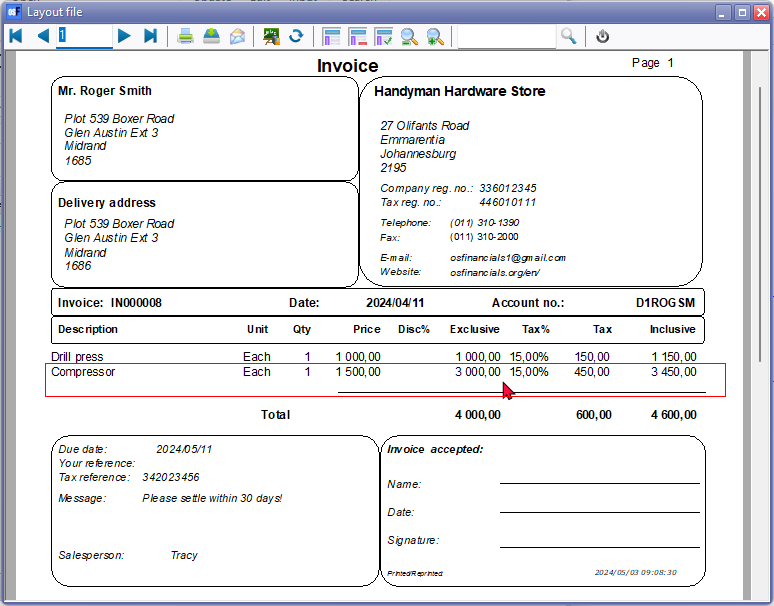 Layout file
1
Invoice
Page 1
Mr. Roger Smith
Plot 539 Boxer Road
Glen Austin Ext 3
Midrand
1685
Handyman Hardware Store
27 Olifants Road
Emmarentia
Johannesburg
2195
Company reg. no.: 336012345
Tax reg. no.: 446010111
Telephone: (011) 310-1390
Fax: (011) 310-2000
E-mail: osfinancials1@gmail.com
Website: osfinancials.org/en/
Delivery address
Plot 539 Boxer Road
Glen Austin Ext 3
Midrand
1686
Invoice: IN000008 Date: 2024/04/11 Account no.: D1ROGSM
Description Unit Qty Price Disc% Exclusive Tax% Tax Inclusive
Drill press Each 1 1 000,00 1 000,00 15,00% 150,00 1 150,00
Compressor Each 1 1 500,00 3 000,00 15,00% 450,00 3 450,00
Total 4 000,00 600,00 4 600,00
Due date: 2024/05/11
Your reference:
Tax reference: 342023456
Message: Please settle within 30 days!
Salesperson: Tracy
Invoice accepted:
Name:
Date:
Signature:
Printed/Reprinted: 2024/05/03 09:08:30